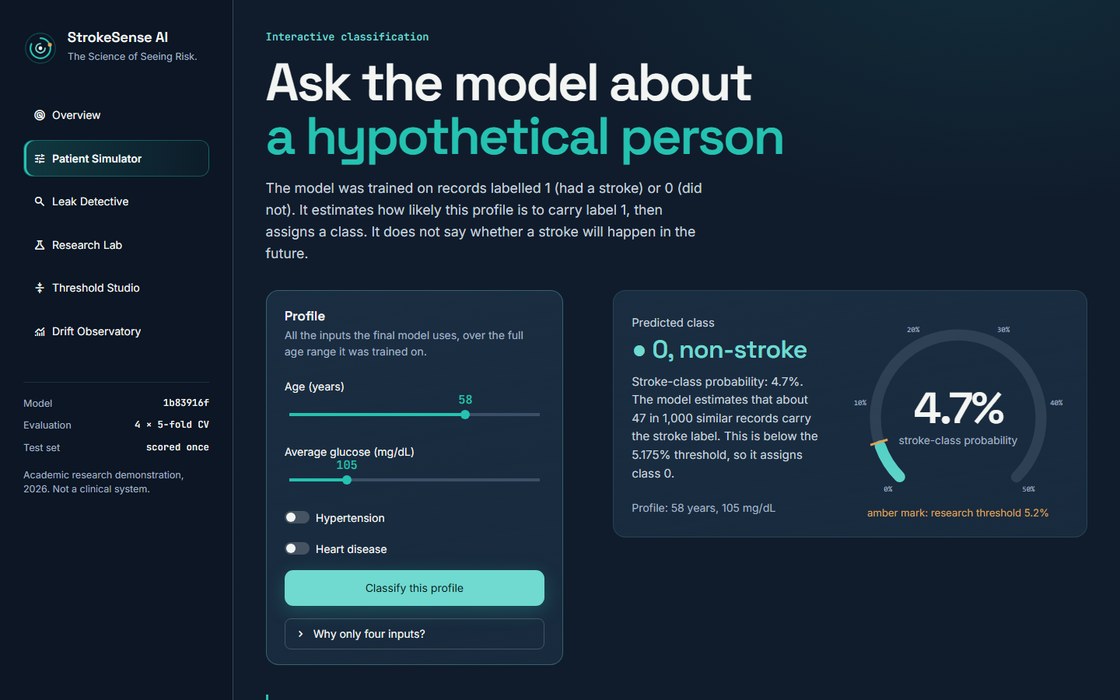 StrokeSense AI
The Science of Seeing Risk.
Overview
Patient Simulator
Leak Detective
Research Lab
Threshold Studio
Drift Observatory
Model 1b83916f
Evaluation 4 × 5-fold CV
Test set scored once
Academic research demonstration,
2026. Not a clinical system.
Interactive classification
Ask the model about
a hypothetical person
The model was trained on records labelled 1 (had a stroke) or 0 (did
not). It estimates how likely this profile is to carry label 1, then
assigns a class. It does not say whether a stroke will happen in the
future.
Profile
All the inputs the final model uses, over the full
age range it was trained on.
Age (years)
58
Average glucose (mg/dL)
105
Hypertension
Heart disease
Classify this profile
Why only four inputs?
Predicted class
0, non-stroke
Stroke-class probability: 4.7%.
The model estimates that about
47 in 1,000 similar records carry
the stroke label. This is below the
5.175% threshold, so it assigns
class 0.
Profile: 58 years, 105 mg/dL
20% 30%
10% 40%
4.7%
stroke-class probability
0% 50%
amber mark: research threshold 5.2%